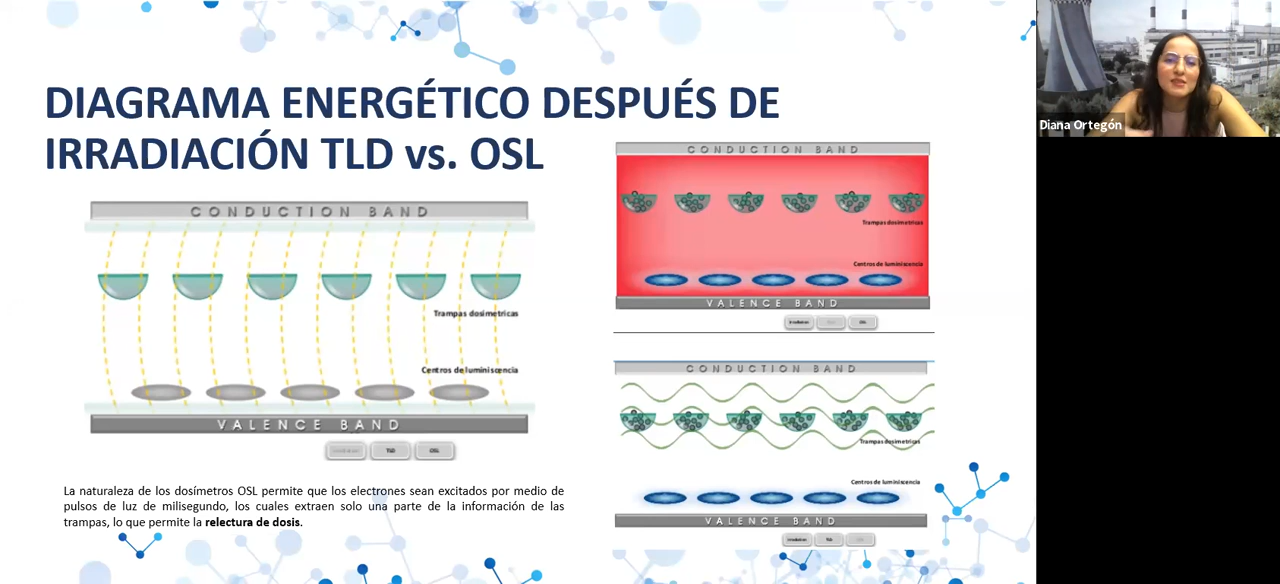 DIAGRAMA ENERGÉTICO DESPUÉS DE
IRRADIACIÓN TLD vs. OSL
CONDUCTION BAND
Trampas dosimetricas
Centros de luminiscencia
VALENCE BAND
TLD
OSL
La naturaleza de los dosímetros OSL permite que los electrones sean excitados por medio de
pulsos de luz de milisegundo, los cuales extraen solo una parte de la información de las
trampas, lo que permite la relectura de dosis.
CONDUCTION BAND
Trampas dosimetricas
Centros de luminiscencia
VALENCE BAND
Irradiation
OSL
CONDUCTION BAND
Trampas dosimetricas
Centros de luminiscencia
VALENCE BAND
Irradiation
TLD
Diana Ortegón